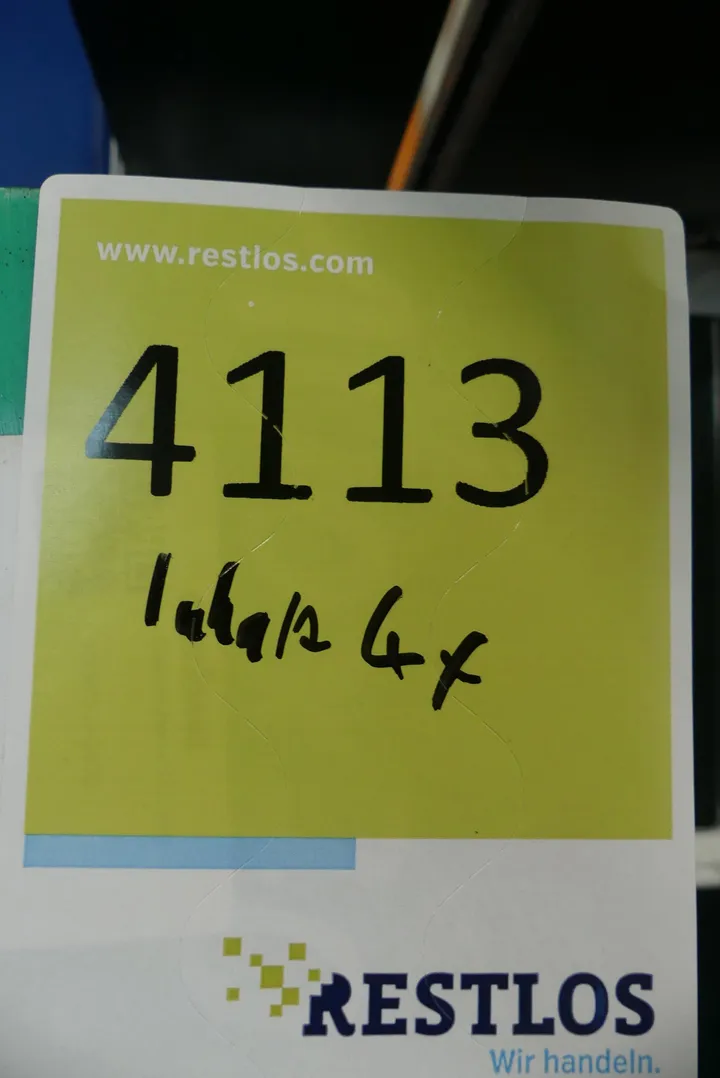 www.restlos.com
4113
Inhalt 4x
RESTLOS
Wir handeln.